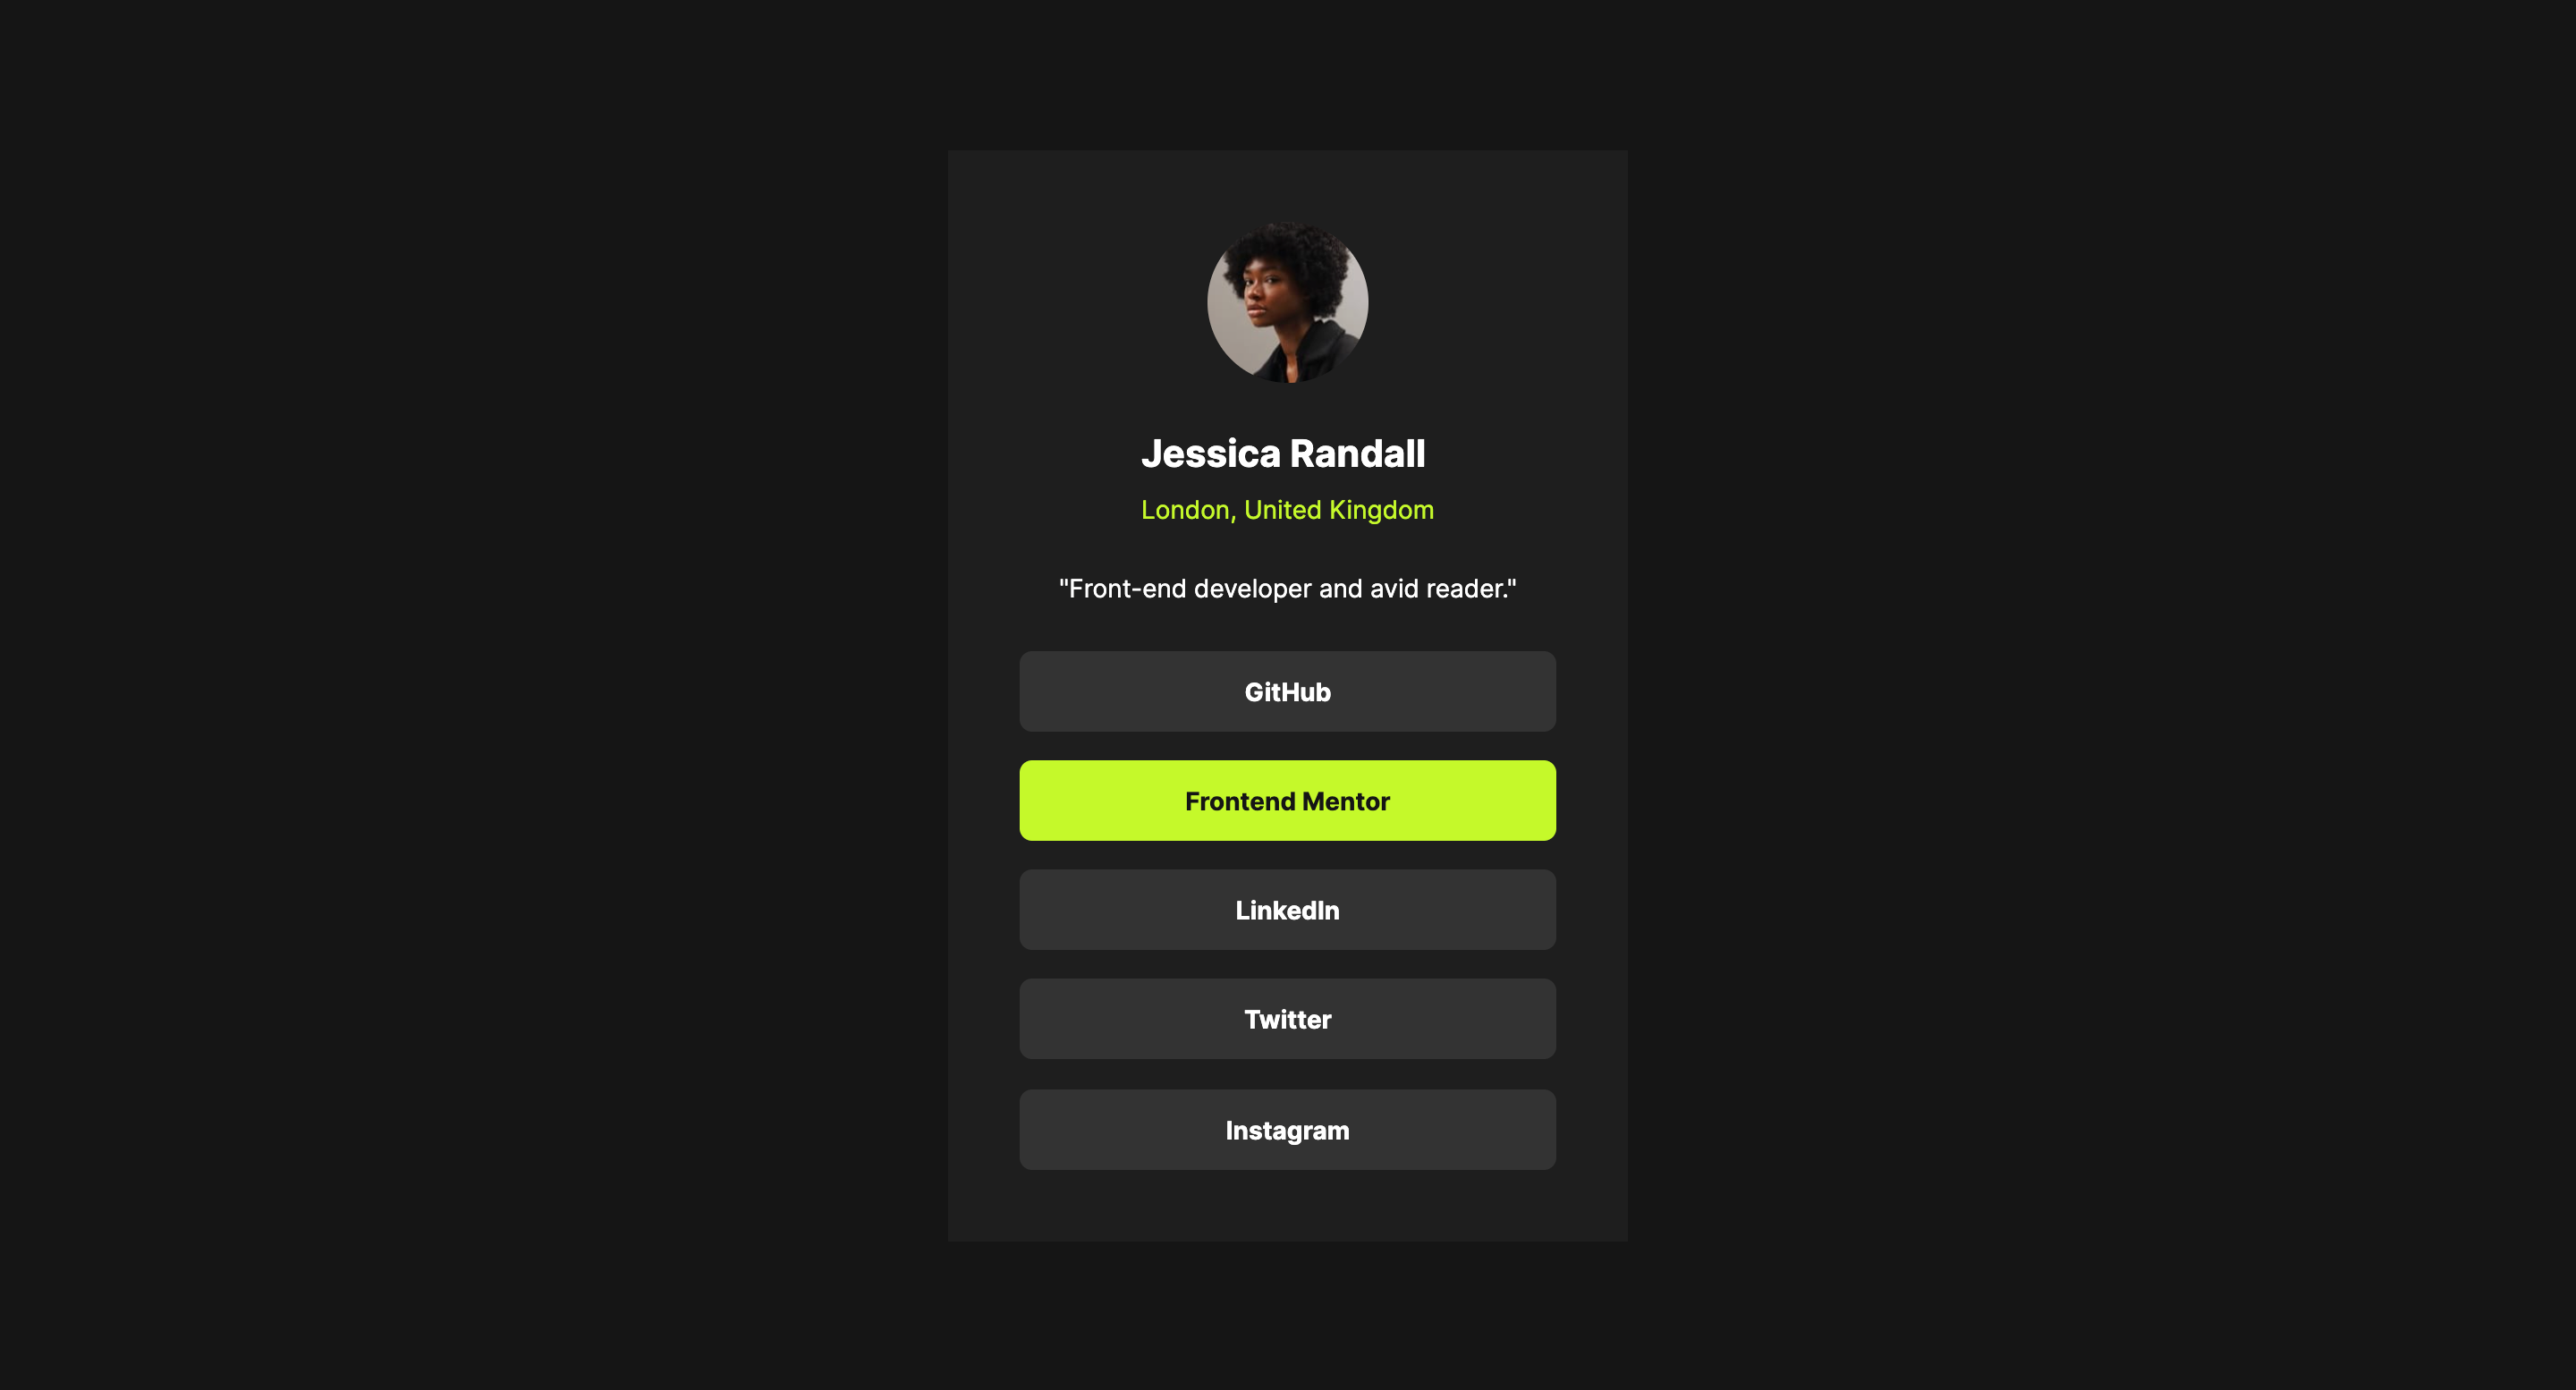 Jessica Randall
London, United Kingdom
"Front-end developer and avid reader."
GitHub
Frontend Mentor
LinkedIn
Twitter
Instagram